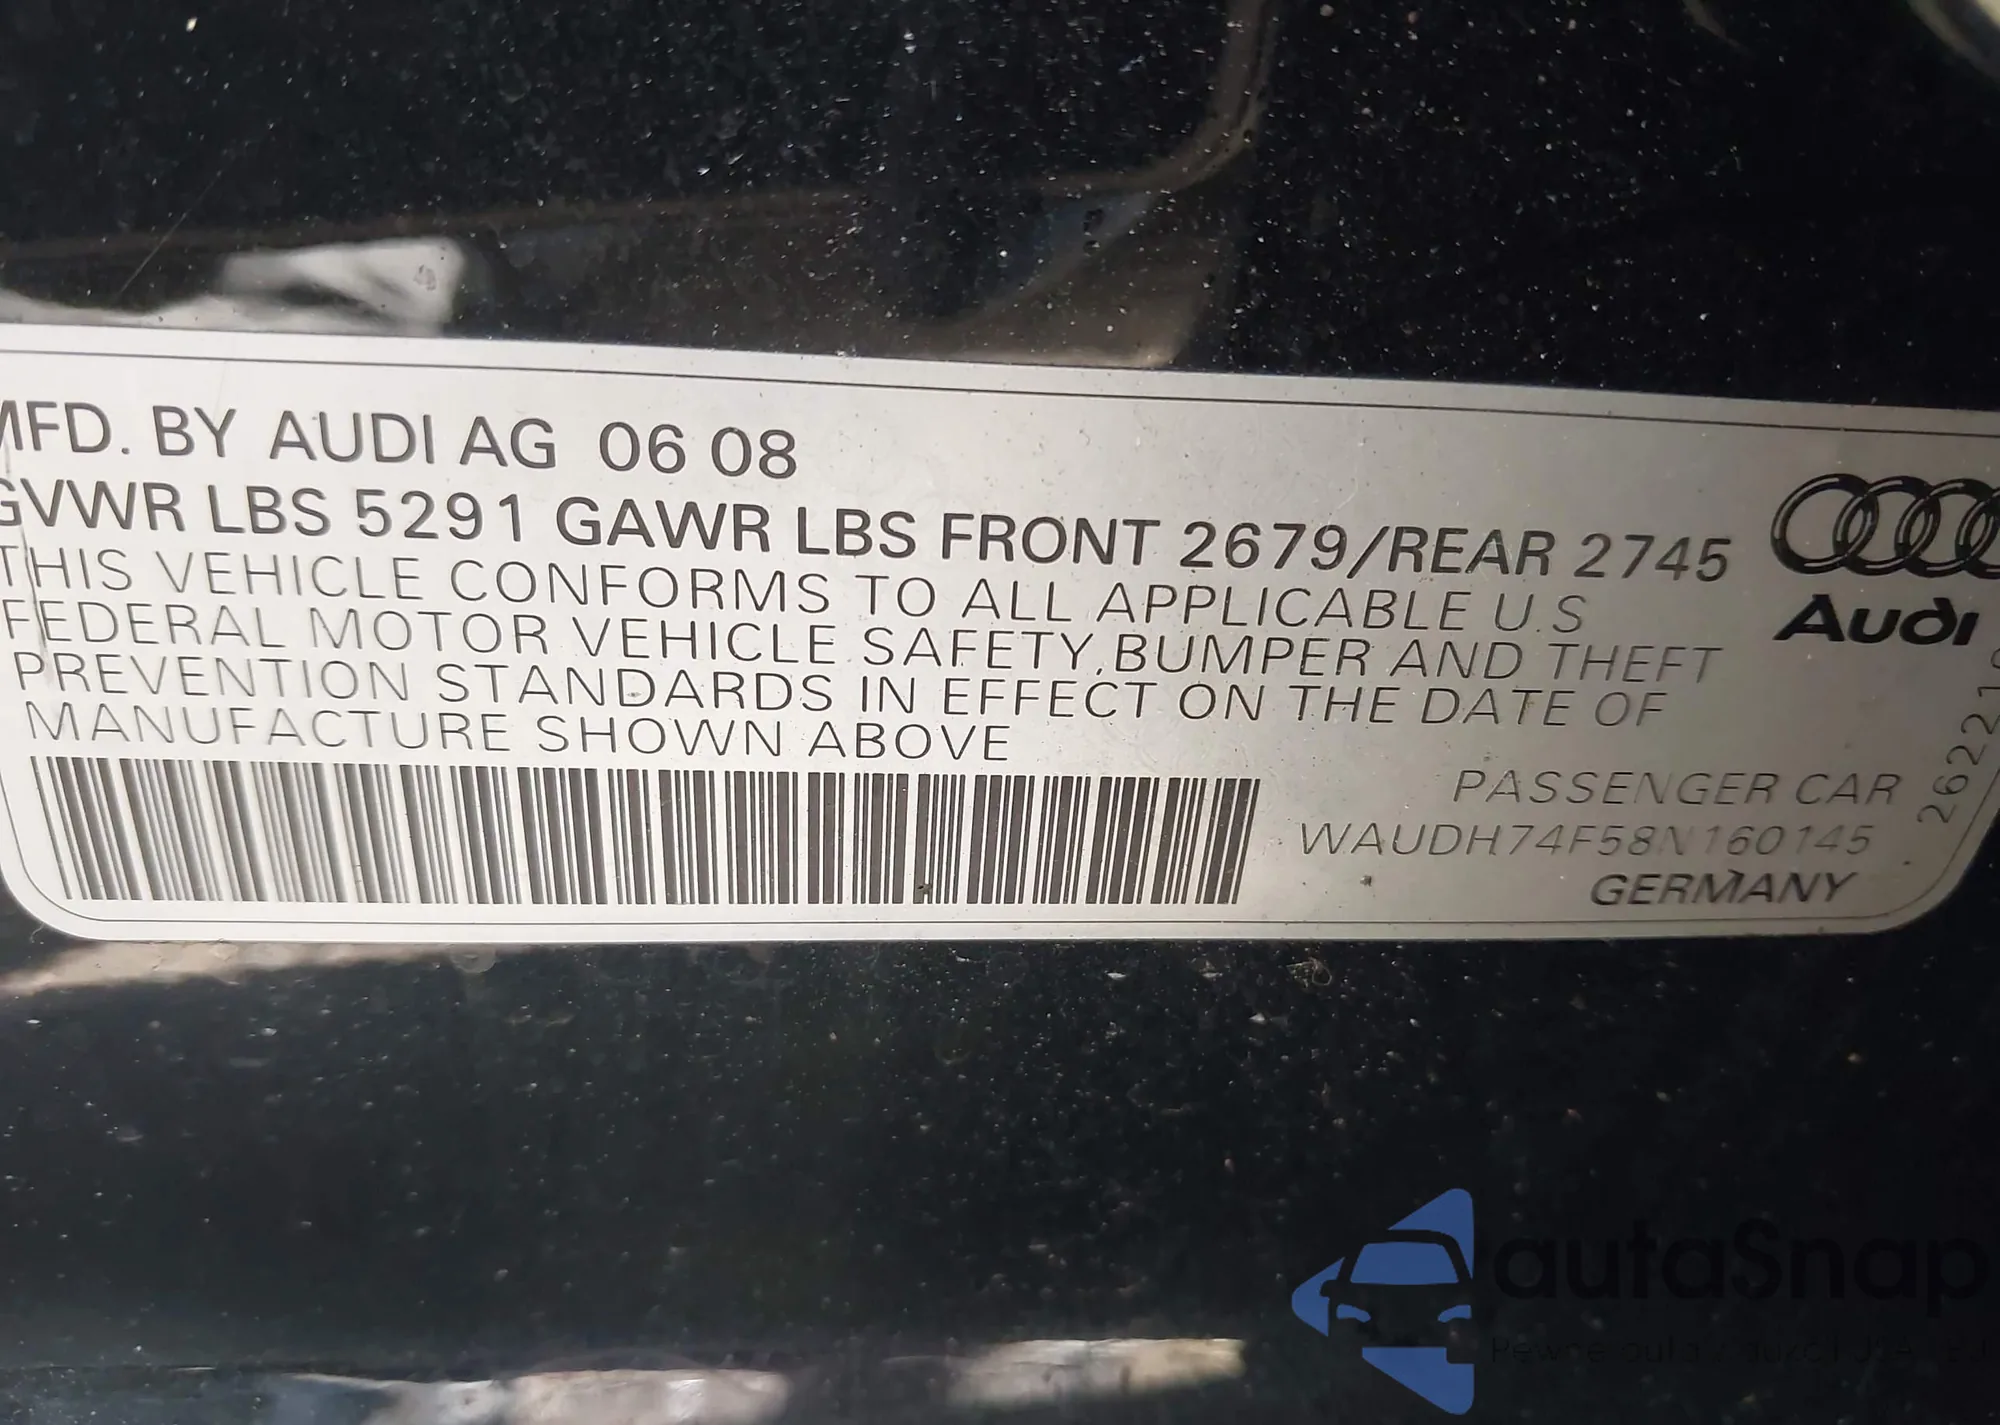 MFD. BY AUDI AG 06 08
GVWR LBS 5291 GAWR LBS FRONT 2679/REAR 2745
THIS VEHICLE CONFORMS TO ALL APPLICABLE U.S
FEDERAL MOTOR VEHICLE SAFETY, BUMPER AND THEFT
PREVENTION STANDARDS IN EFFECT ON THE DATE OF
MANUFACTURE SHOWN ABOVE
Audi
PASSENGER CAR
WAUDH74F58N160145
GERMANY
autaSnap